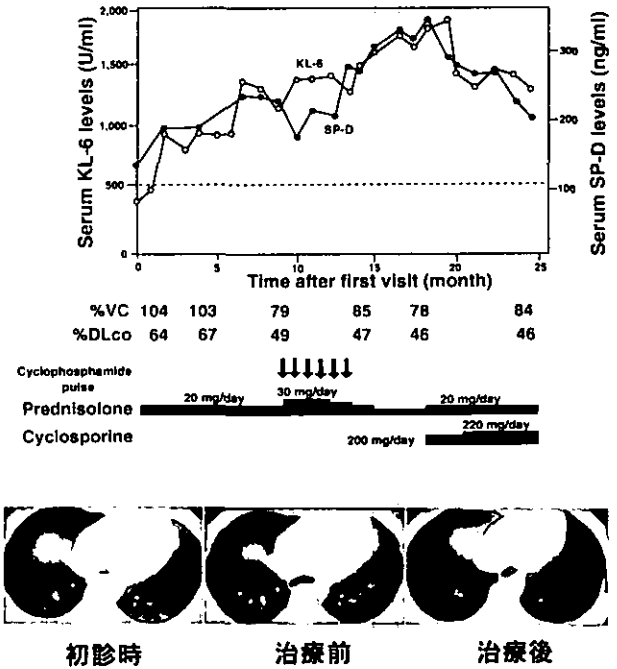 Serum KL-6 levels (U/ml)
2,000
1,500
1,000
500
0
KL-6
SP-D
300
200
100
Serum SP-D levels (ng/ml)
0 5 10 15 20 25
Time after first visit (month)
%VC 104 103 79 85 78 84
%DLco 64 67 49 47 46 46
Cyclophosphamide
pulse
20 mg/day 30 mg/day 20 mg/day
Prednisolone
220 mg/day
Cyclosporine
200 mg/day
初診時 治療前 治療後